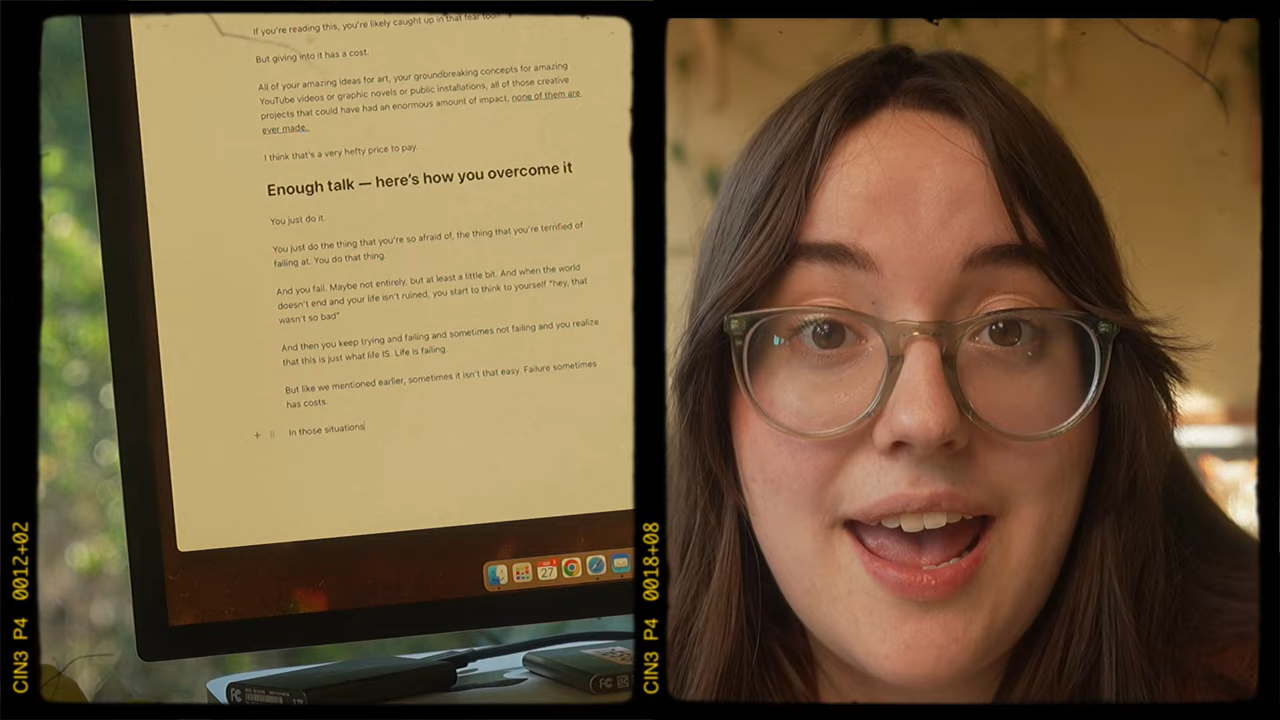 If you're reading this, you're likely caught up in that fear too.
But giving into it has a cost.
All of your amazing ideas for art, your groundbreaking concepts for amazing
YouTube videos or graphic novels or public installations, all of those creative
projects that could have had an enormous amount of impact, none of them are
ever made.
I think that's a very hefty price to pay.
Enough talk — here's how you overcome it
You just do it.
You just do the thing that you're so afraid of, the thing that you're terrified of
failing at. You do that thing.
And you fail. Maybe not entirely, but at least a little bit. And when the world
doesn't end and your life isn't ruined, you start to think to yourself "hey, that
wasn't so bad"
And then you keep trying and failing and sometimes not failing and you realize
that this is just what life IS. Life is failing.
But like we mentioned earlier, sometimes it isn't that easy. Failure sometimes
has costs.
In those situations
27
FC
FC
CIN3 P4 0012+02
CIN3 P4 0018+08